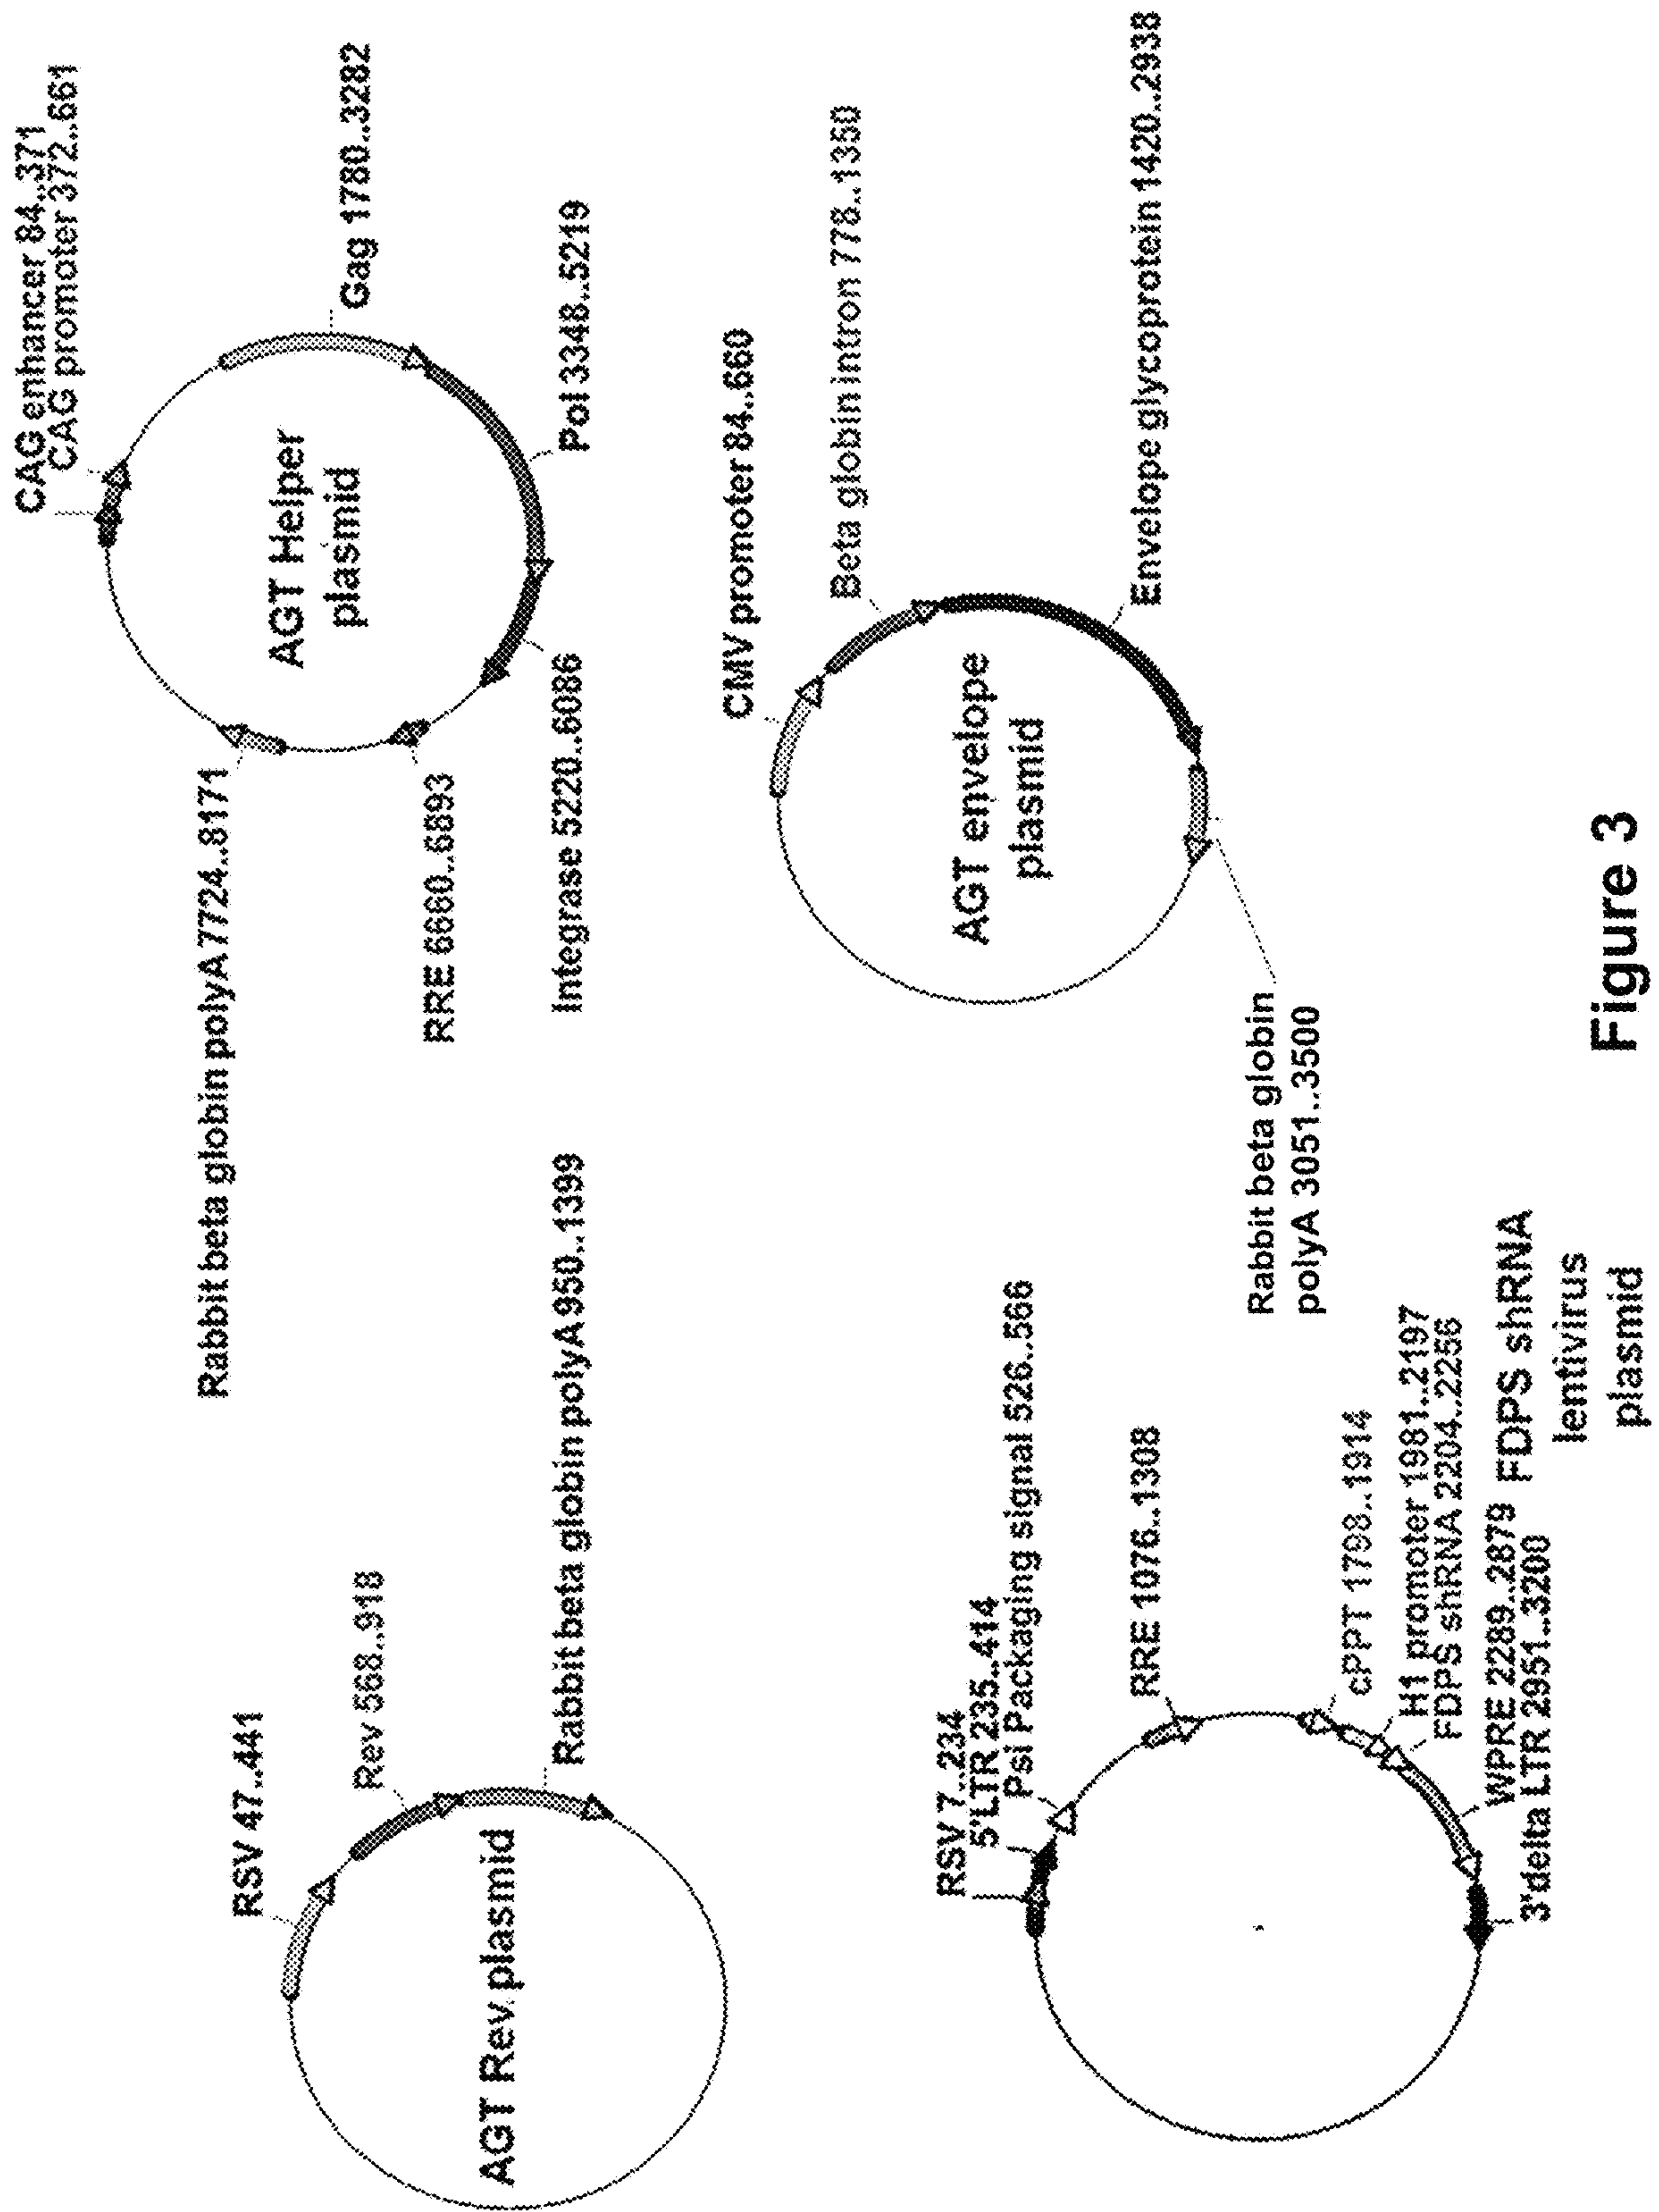 RSV 47..441
Rev 568..918
AGT Rev plasmid
Rabbit beta globin polyA 950..1399
CAG enhancer 84..371
CAG promoter 372..661
Rabbit beta globin polyA 7724..8171
AGT Helper
plasmid
Gag 1780..3282
RRE 6660..6893
Integrase 5220..6086
Pol 3348..5219
RSV 7..234
5'LTR 235..414
Psi Packaging signal 526..566
RRE 1076..1308
cPPT 1798..1914
H1 promoter 1981..2197
FDPS shRNA 2204..2256
WPRE 2289..2879
3'delta LTR 2951..3200
FDPS shRNA
lentivirus
plasmid
CMV promoter 84..660
Beta globin intron 778..1350
AGT envelope
plasmid
Envelope glycoprotein 1420..2938
Rabbit beta globin
polyA 3051..3500
Figure 3